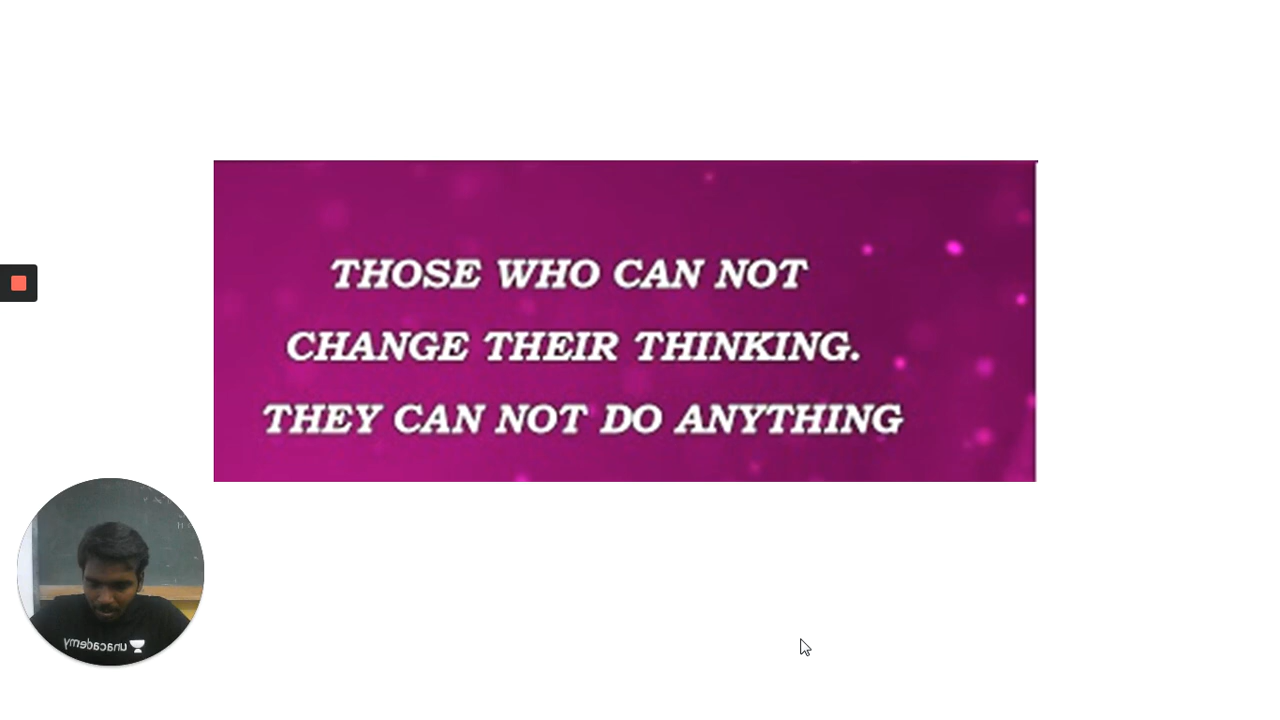 THOSE WHO CAN NOT
CHANGE THEIR THINKING.
THEY CAN NOT DO ANYTHING
unacademy